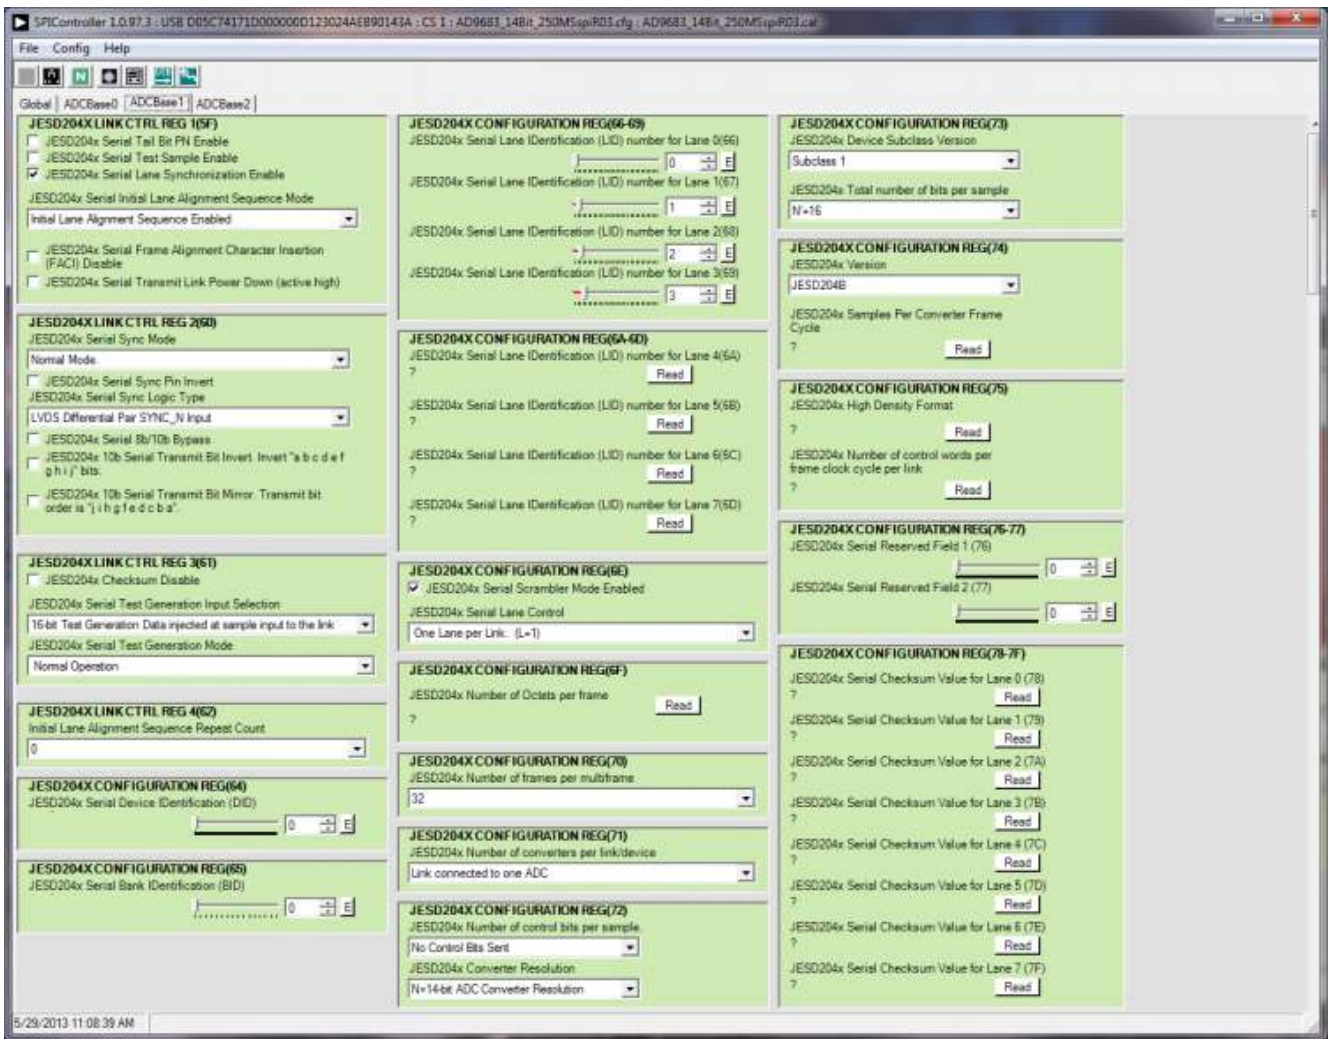 SPIController 1.0.97.3 : USB D05C74171D000000D123024AEB90143A : CS 1 : AD9683_14Bit_250MSspiR03.cfg : AD9683_14Bit_250MSspiR03.cal
File Config Help
Global ADCBase0 ADCBase1 ADCBase2
JESD204X LINK CTRL REG 1(5F)
JESD204x Serial Tail Bit PN Enable
JESD204x Serial Test Sample Enable
JESD204x Serial Lane Synchronization Enable
JESD204x Serial Initial Lane Alignment Sequence Mode
Initial Lane Alignment Sequence Enabled
JESD204x Serial Frame Alignment Character Insertion
(FACI) Disable
JESD204x Serial Transmit Link Power Down (active high)
JESD204X LINK CTRL REG 2(60)
JESD204x Serial Sync Mode
Normal Mode.
JESD204x Serial Sync Pin Invert
JESD204x Serial Sync Logic Type
LVDS Differential Pair SYNC_N Input
JESD204x Serial 8b/10b Bypass
JESD204x 10b Serial Transmit Bit Invert. Invert "a b c d e f
g h i j" bits.
JESD204x 10b Serial Transmit Bit Mirror. Transmit bit
order is "j i h g f e d c b a".
JESD204X LINK CTRL REG 3(61)
JESD204x Checksum Disable
JESD204x Serial Test Generation Input Selection
16-bit Test Generation Data injected at sample input to the link
JESD204x Serial Test Generation Mode
Normal Operation
JESD204X LINK CTRL REG 4(62)
Initial Lane Alignment Sequence Repeat Count
0
JESD204X CONFIGURATION REG(64)
JESD204x Serial Device IDentification (DID)
0 E
JESD204X CONFIGURATION REG(65)
JESD204x Serial Bank IDentification (BID)
0 E
JESD204X CONFIGURATION REG(66-69)
JESD204x Serial Lane IDentification (LID) number for Lane 0(66)
0 E
JESD204x Serial Lane IDentification (LID) number for Lane 1(67)
1 E
JESD204x Serial Lane IDentification (LID) number for Lane 2(68)
2 E
JESD204x Serial Lane IDentification (LID) number for Lane 3(69)
3 E
JESD204X CONFIGURATION REG(6A-6D)
JESD204x Serial Lane IDentification (LID) number for Lane 4(6A)
? Read
JESD204x Serial Lane IDentification (LID) number for Lane 5(6B)
? Read
JESD204x Serial Lane IDentification (LID) number for Lane 6(6C)
? Read
JESD204x Serial Lane IDentification (LID) number for Lane 7(6D)
? Read
JESD204X CONFIGURATION REG(6E)
JESD204x Serial Scrambler Mode Enabled
JESD204x Serial Lane Control
One Lane per Link. (L=1)
JESD204X CONFIGURATION REG(6F)
JESD204x Number of Octets per frame
Read
?
JESD204X CONFIGURATION REG(70)
JESD204x Number of frames per multiframe
32
JESD204X CONFIGURATION REG(71)
JESD204x Number of converters per link/device
Link connected to one ADC
JESD204X CONFIGURATION REG(72)
JESD204x Number of control bits per sample
No Control Bits Sent
JESD204x Converter Resolution
N=14-bit ADC Converter Resolution
JESD204X CONFIGURATION REG(73)
JESD204x Device Subclass Version
Subclass 1
JESD204x Total number of bits per sample
N'=16
JESD204X CONFIGURATION REG(74)
JESD204x Version
JESD204B
JESD204x Samples Per Converter Frame
Cycle
? Read
JESD204X CONFIGURATION REG(75)
JESD204x High Density Format
? Read
JESD204x Number of control words per
frame clock cycle per link
? Read
JESD204X CONFIGURATION REG(76-77)
JESD204x Serial Reserved Field 1 (76)
0 E
JESD204x Serial Reserved Field 2 (77)
0 E
JESD204X CONFIGURATION REG(78-7F)
JESD204x Serial Checksum Value for Lane 0 (78)
? Read
JESD204x Serial Checksum Value for Lane 1 (79)
? Read
JESD204x Serial Checksum Value for Lane 2 (7A)
? Read
JESD204x Serial Checksum Value for Lane 3 (7B)
? Read
JESD204x Serial Checksum Value for Lane 4 (7C)
? Read
JESD204x Serial Checksum Value for Lane 5 (7D)
? Read
JESD204x Serial Checksum Value for Lane 6 (7E)
? Read
JESD204x Serial Checksum Value for Lane 7 (7F)
? Read
5/29/2013 11:08:39 AM